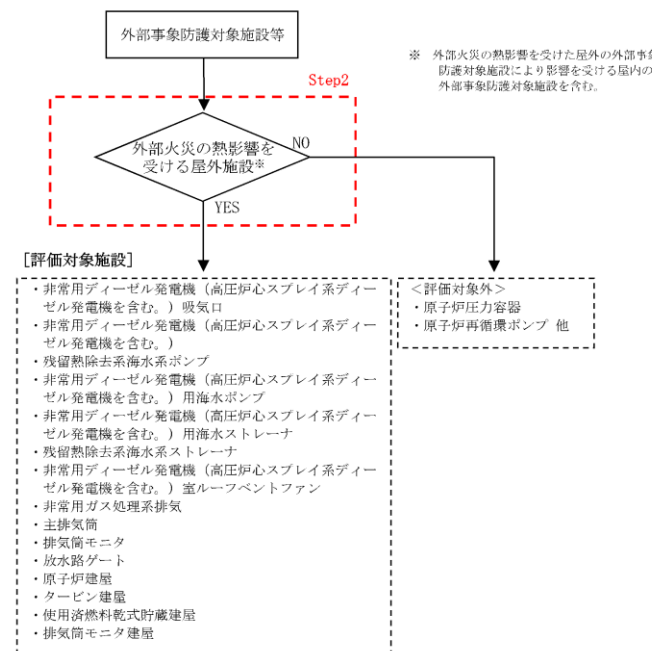 外部事象防護対象施設等
※ 外部火災の熱影響を受けた屋外の外部事象
防護対象施設により影響を受ける屋内の
外部事象防護対象施設を含む。
Step2
外部火災の熱影響を
受ける屋外施設※
NO
YES
[評価対象施設]
・非常用ディーゼル発電機（高圧炉心スプレイ系ディー
ゼル発電機を含む。）吸気口
・非常用ディーゼル発電機（高圧炉心スプレイ系ディー
ゼル発電機を含む。）
・残留熱除去系海水系ポンプ
・非常用ディーゼル発電機（高圧炉心スプレイ系ディー
ゼル発電機を含む。）用海水ポンプ
・非常用ディーゼル発電機（高圧炉心スプレイ系ディー
ゼル発電機を含む。）用海水ストレーナ
・残留熱除去系海水系ストレーナ
・非常用ディーゼル発電機（高圧炉心スプレイ系ディー
ゼル発電機を含む。）室ルーフベントファン
・非常用ガス処理系排気
・主排気筒
・排気筒モニタ
・放水路ゲート
・原子炉建屋
・タービン建屋
・使用済燃料乾式貯蔵建屋
・排気筒モニタ建屋
＜評価対象外＞
・原子炉圧力容器
・原子炉再循環ポンプ 他